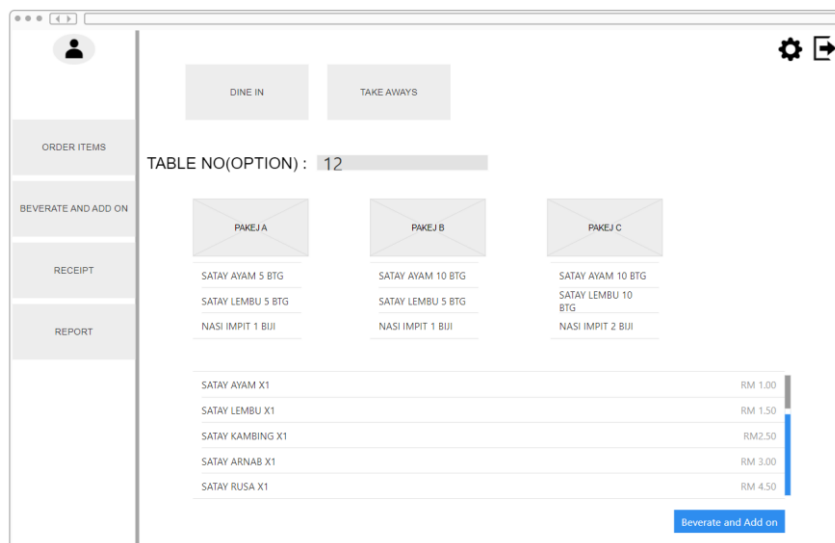 DINE IN
TAKE AWAYS
ORDER ITEMS
BEVERATE AND ADD ON
RECEIPT
REPORT
TABLE NO(OPTION) : 12
PAKEJ A
SATAY AYAM 5 BTG
SATAY LEMBU 5 BTG
NASI IMPIT 1 BIJI
PAKEJ B
SATAY AYAM 10 BTG
SATAY LEMBU 5 BTG
NASI IMPIT 1 BIJI
PAKEJ C
SATAY AYAM 10 BTG
SATAY LEMBU 10
BTG
NASI IMPIT 2 BIJI
SATAY AYAM X1 RM 1.00
SATAY LEMBU X1 RM 1.50
SATAY KAMBING X1 RM2.50
SATAY ARNAB X1 RM 3.00
SATAY RUSA X1 RM 4.50
Beverate and Add on